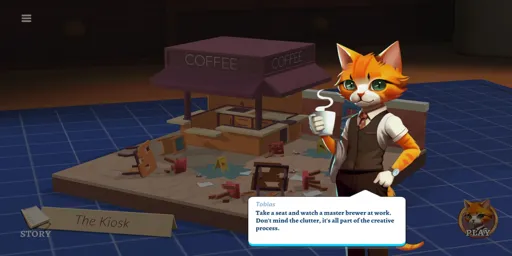 COFFEE
COFFEE
Tobias
Take a seat and watch a master brewer at work.
Don't mind the clutter, it's all part of the creative
process.
The Kiosk
STORY
PLAY